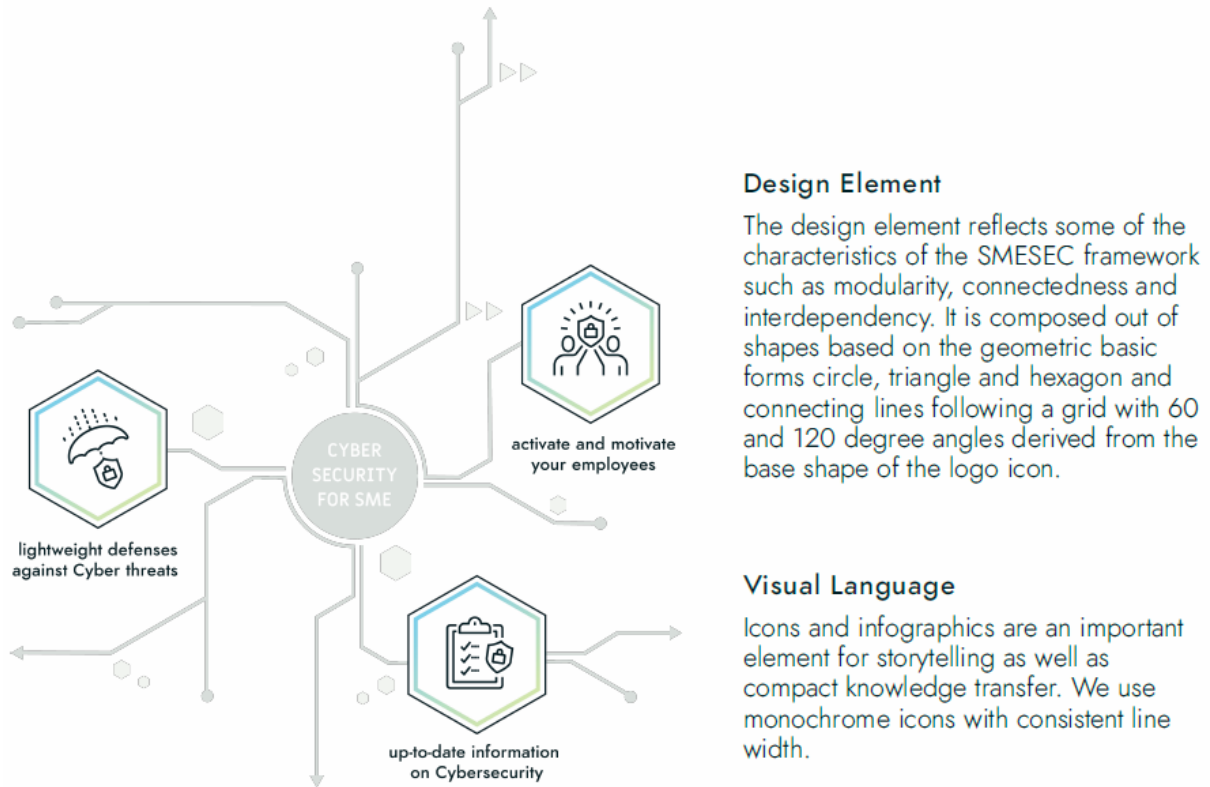 CYBER
SECURITY
FOR SME
activate and motivate
your employees
lightweight defenses
against Cyber threats
up-to-date information
on Cybersecurity
Design Element
The design element reflects some of the
characteristics of the SMESEC framework
such as modularity, connectedness and
interdependency. It is composed out of
shapes based on the geometric basic
forms circle, triangle and hexagon and
connecting lines following a grid with 60
and 120 degree angles derived from the
base shape of the logo icon.
Visual Language
Icons and infographics are an important
element for storytelling as well as
compact knowledge transfer. We use
monochrome icons with consistent line
width.